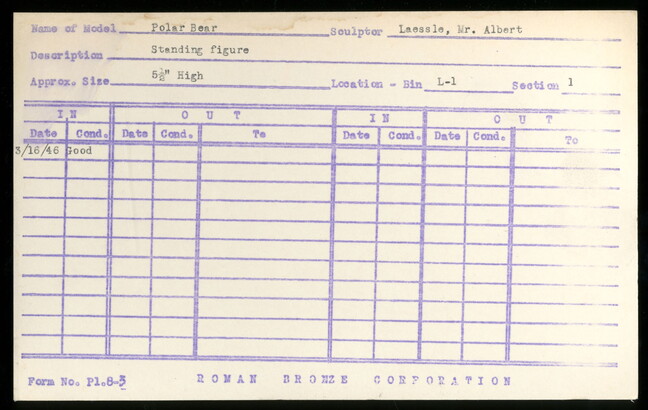 Name of Model Polar Bear Sculptor Laessle, Mr. Albert
Description Standing figure
Approx. Size 5½" High Location - Bin L-1 Section 1
IN OUT IN OUT
Date Cond. Date Cond. To Date Cond. Date Cond. To
3/16/46 Good
Form No. Pl.8-3 ROMAN BRONZE CORPORATION